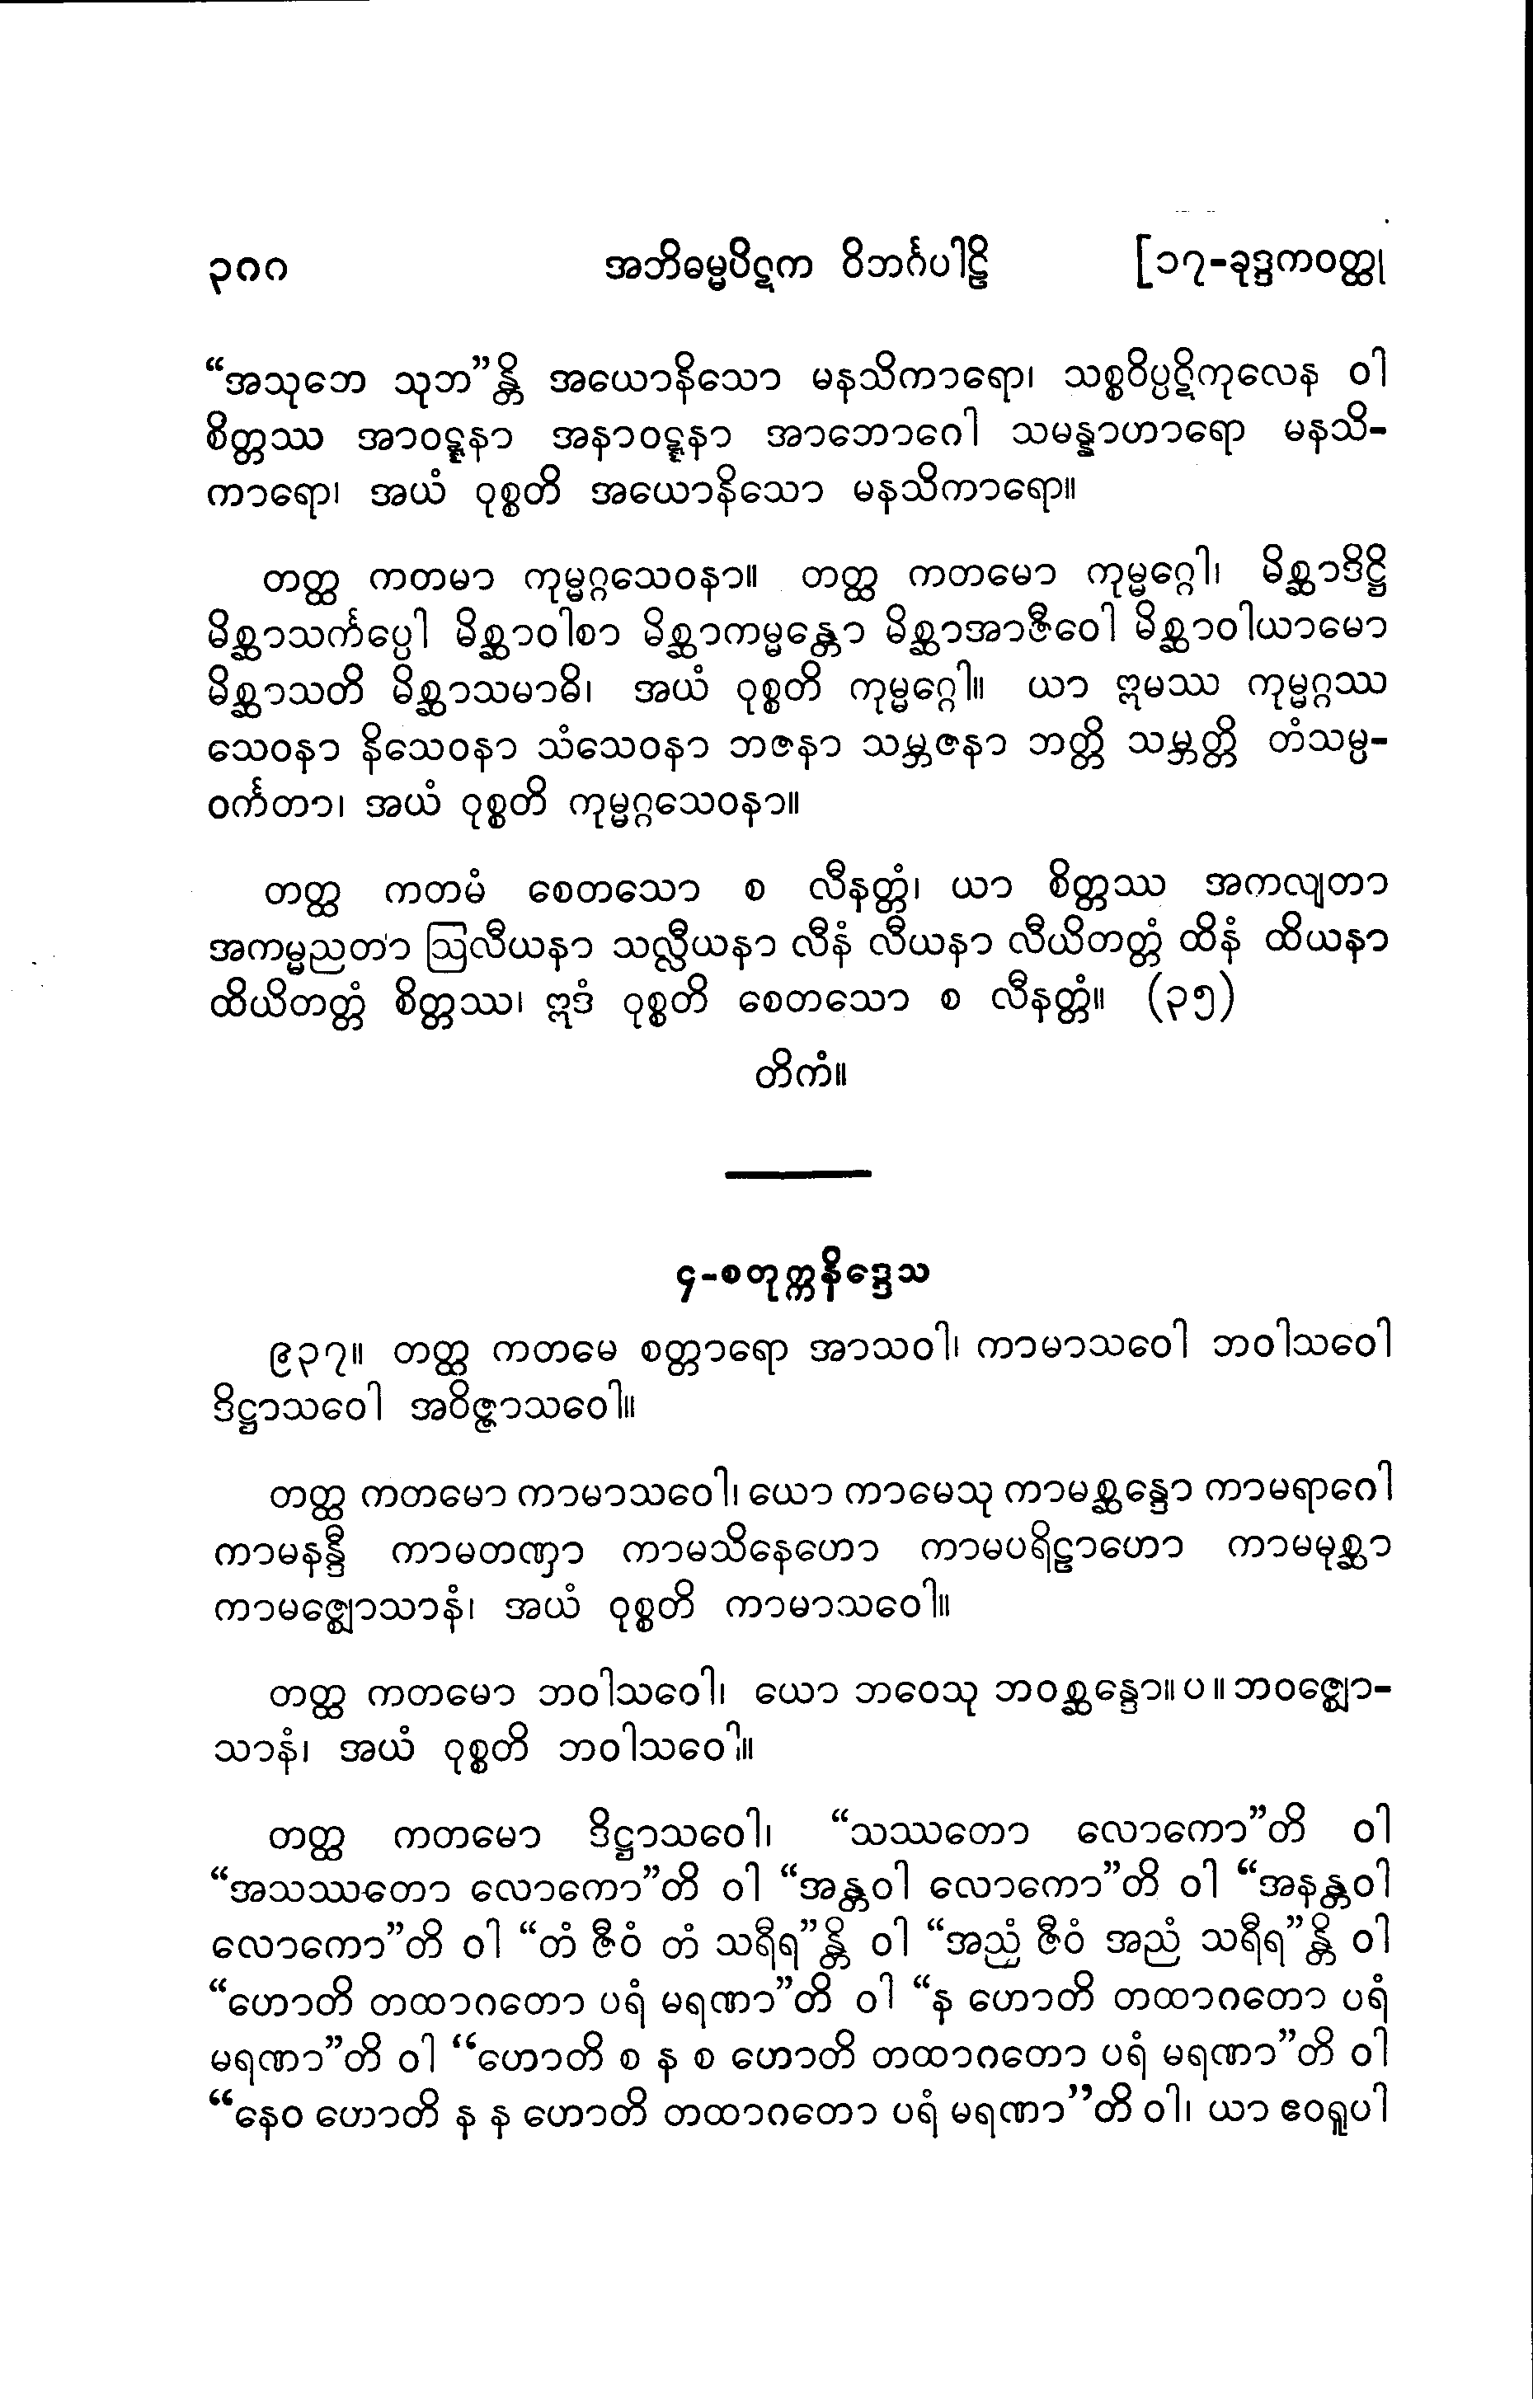 ၃၈၈ အဘိဓမ္မပိဋက ဝိဘင်္ဂပါဠိ [၁၇-ခုဒ္ဒကဝတ္ထု
“အသုဘေ သုဘ”န္တိ အယောနိသော မနသိကာရော၊ သစ္စဝိပ္ပဋိကုလေန ဝါ
စိတ္တဿ အာဝဋ္ဋနာ အနာဝဋ္ဋနာ အာဘောဂေါ သမန္နာဟာရော မနသိ-
ကာရော၊ အယံ ဝုစ္စတိ အယောနိသော မနသိကာရော။
တတ္ထ ကတမာ ကုမ္မဂ္ဂသေဝနာ။ တတ္ထ ကတမော ကုမ္မဂ္ဂေါ၊ မိစ္ဆာဒိဋ္ဌိ
မိစ္ဆာသင်္ကပ္ပေါ မိစ္ဆာဝါစာ မိစ္ဆာကမ္မန္တော မိစ္ဆာအာဇီဝေါ မိစ္ဆာဝါယာမော
မိစ္ဆာသတိ မိစ္ဆာသမာဓိ၊ အယံ ဝုစ္စတိ ကုမ္မဂ္ဂေါ။ ယာ ဣမဿ ကုမ္မဂ္ဂဿ
သေဝနာ နိသေဝနာ သံသေဝနာ ဘဇနာ သမ္ဘဇနာ ဘတ္တိ သမ္ဘတ္တိ တံသမ္ပ-
ဝင်္ကတာ၊ အယံ ဝုစ္စတိ ကုမ္မဂ္ဂသေဝနာ။
တတ္ထ ကတမံ စေတသော စ လီနတ္တံ၊ ယာ စိတ္တဿ အကလျတာ
အကမ္မညတာ ဩလီယနာ သလ္လီယနာ လီနံ လီယနာ လီယိတတ္တံ ထိနံ ထိယနာ
ထိယိတတ္တံ စိတ္တဿ၊ ဣဒံ ဝုစ္စတိ စေတသော စ လီနတ္တံ။ (၃၅)
တိကံ။
၄-စတုက္ကနိဒ္ဒေသ
၉၃၇။ တတ္ထ ကတမေ စတ္တာရော အာသဝါ၊ ကာမာသဝေါ ဘဝါသဝေါ
ဒိဋ္ဌာသဝေါ အဝိဇ္ဇာသဝေါ။
တတ္ထ ကတမော ကာမာသဝေါ၊ ယော ကာမေသု ကာမစ္ဆန္ဒော ကာမရာဂေါ
ကာမနန္ဒီ ကာမတဏှာ ကာမသိနေဟော ကာမပရိဠာဟော ကာမမုစ္ဆာ
ကာမဇ္ဈောသာနံ၊ အယံ ဝုစ္စတိ ကာမာသဝေါ။
တတ္ထ ကတမော ဘဝါသဝေါ၊ ယော ဘဝေသု ဘဝစ္ဆန္ဒော။ပ။ဘဝဇ္ဈော-
သာနံ၊ အယံ ဝုစ္စတိ ဘဝါသဝေါ။
တတ္ထ ကတမော ဒိဋ္ဌာသဝေါ၊ “သဿတော လောကော”တိ ဝါ
“အသဿတော လောကော”တိ ဝါ “အန္တဝါ လောကော”တိ ဝါ “အနန္တဝါ
လောကော”တိ ဝါ “တံ ဇီဝံ တံ သရီရ”န္တိ ဝါ “အညံ ဇီဝံ အညံ သရီရ”န္တိ ဝါ
“ဟောတိ တထာဂတော ပရံ မရဏာ”တိ ဝါ “န ဟောတိ တထာဂတော ပရံ
မရဏာ”တိ ဝါ “ဟောတိ စ န စ ဟောတိ တထာဂတော ပရံ မရဏာ”တိ ဝါ
“နေဝ ဟောတိ န န ဟောတိ တထာဂတော ပရံ မရဏာ”တိ ဝါ၊ ယာ ဧဝရူပါ